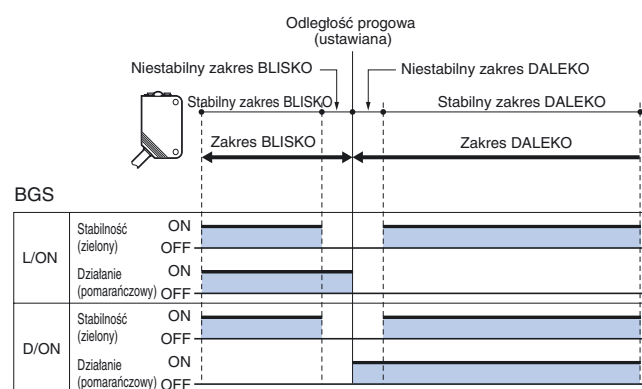 Odległość progowa
(ustawiana)
Niestabilny zakres BLISKO
Niestabilny zakres DALEKO
Stabilny zakres BLISKO
Stabilny zakres DALEKO
Zakres BLISKO
Zakres DALEKO
BGS
L/ON
Stabilność
(zielony)
ON
OFF
Działanie
(pomarańczowy)
ON
OFF
D/ON
Stabilność
(zielony)
ON
OFF
Działanie
(pomarańczowy)
ON
OFF